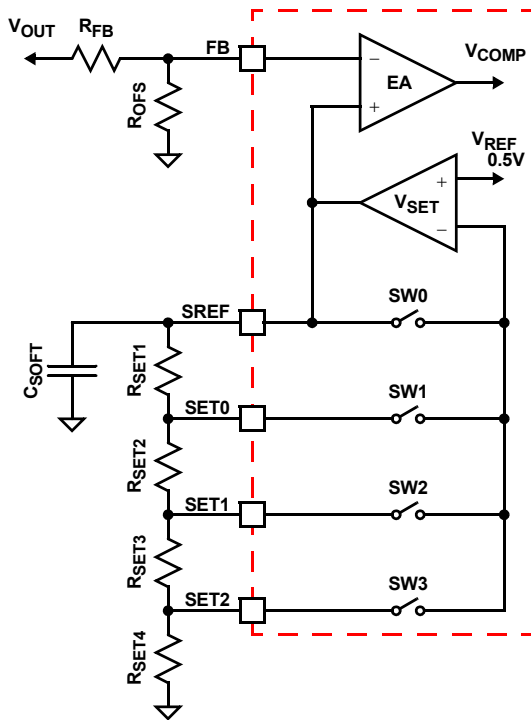 VOUT
RFB
FB
ROFS
−
EA
+
VCOMP
VREF
0.5V
+
VSET
−
SREF
SW0
CSOFT
RSET1
SET0
SW1
RSET2
SET1
SW2
RSET3
SET2
SW3
RSET4